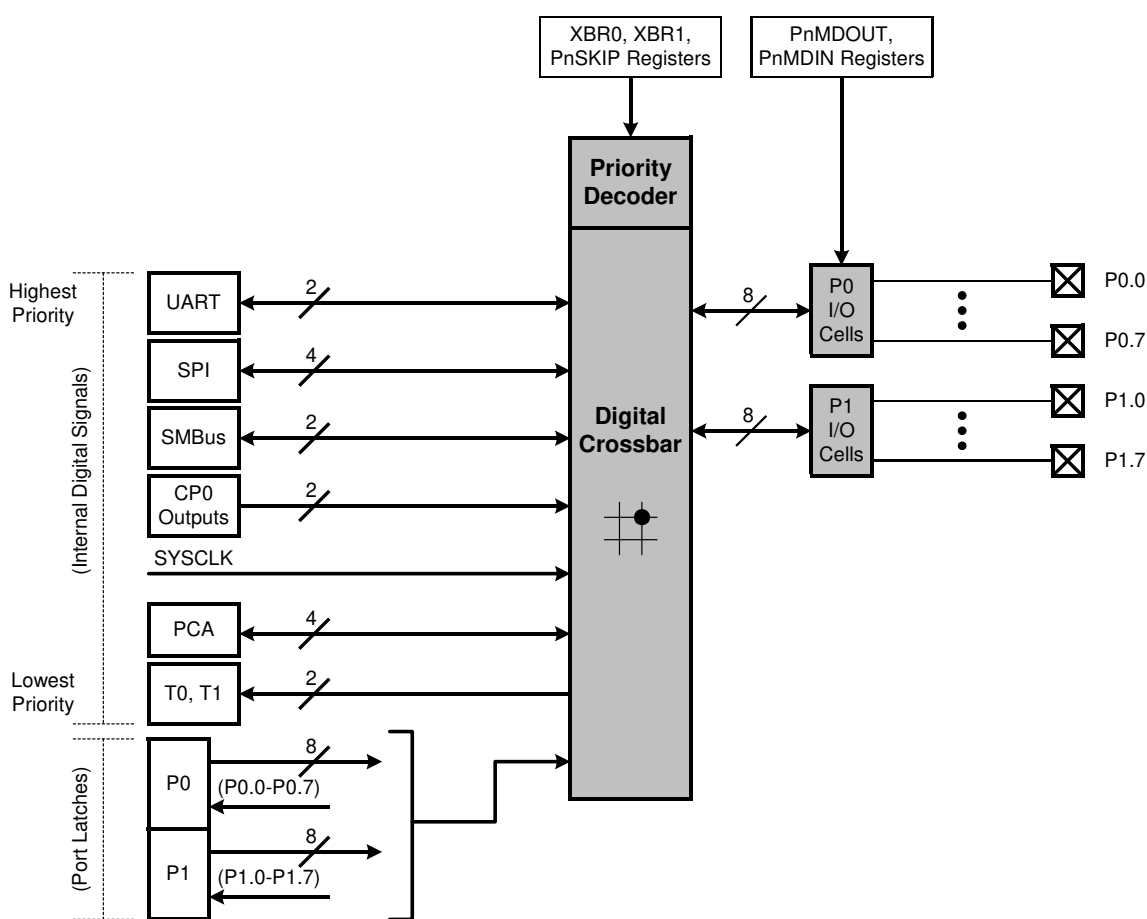 XBR0, XBR1,
PnSKIP Registers
PnMDOUT,
PnMDIN Registers
Priority
Decoder
Highest
Priority
(Internal Digital Signals)
Lowest
Priority
UART
2
SPI
4
SMBus
2
CP0
Outputs
2
SYSCLK
PCA
4
T0, T1
2
(Port Latches)
P0
8
(P0.0-P0.7)
P1
8
(P1.0-P1.7)
Digital
Crossbar
8
P0
I/O
Cells
P0.0
P0.7
8
P1
I/O
Cells
P1.0
P1.7